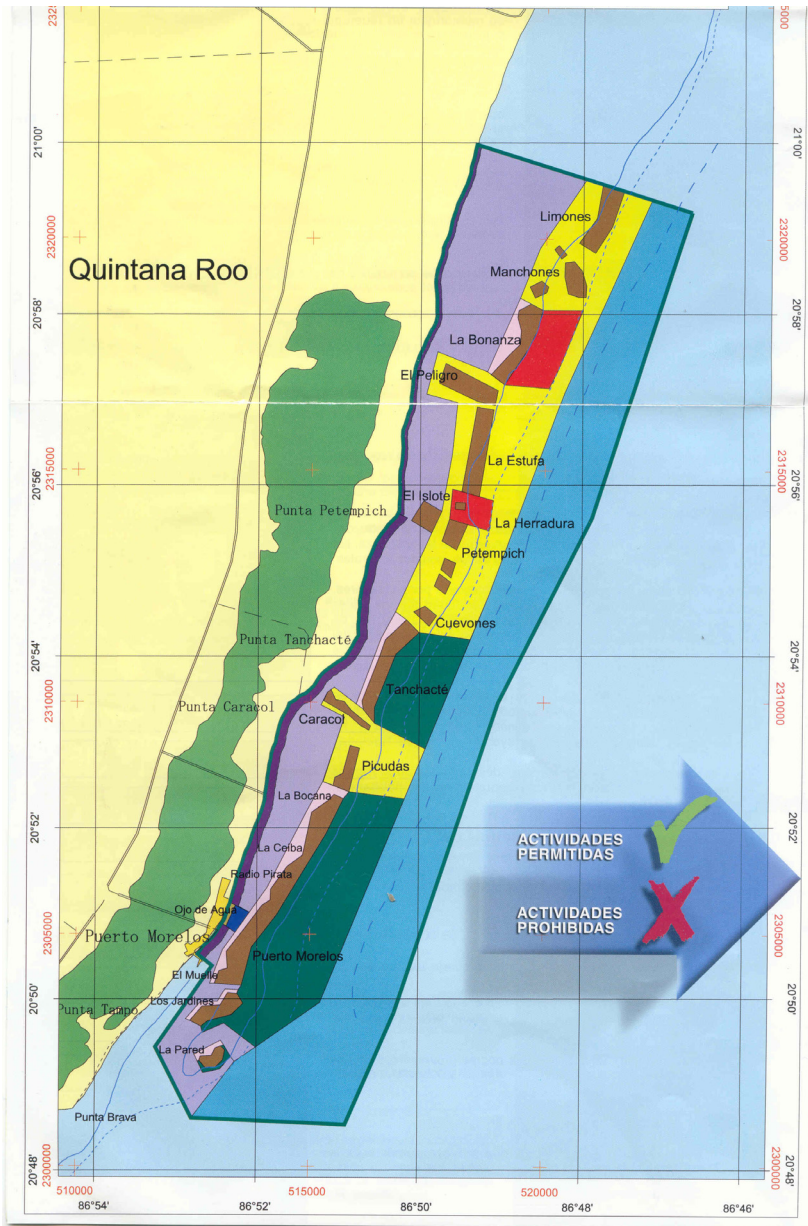 2325
5000
21°00'
21°00'
Limones
2320000
2320000
Quintana Roo
Manchones
20°58'
20°58'
La Bonanza
El Peligro
La Estufa
2315000
2315000
20°56'
20°56'
El Islote
Punta Petempich
La Herradura
Petempich
Cuevones
Punta Tanchacté
20°54'
20°54'
Tanchacté
2310000
2310000
Punta Caracol
Caracol
Picudas
La Bocana
20°52'
20°52'
ACTIVIDADES
PERMITIDAS
La Ceiba
Radio Pirata
Ojo de Agua
ACTIVIDADES
PROHIBIDAS
2305000
2305000
Puerto Morelos
Puerto Morelos
El Muelle
Los Jardines
20°50'
20°50'
Punta Tampo
La Pared
Punta Brava
20°48'
20°48'
2300000
2300000
510000
515000
520000
86°54'
86°52'
86°50'
86°48'
86°46'